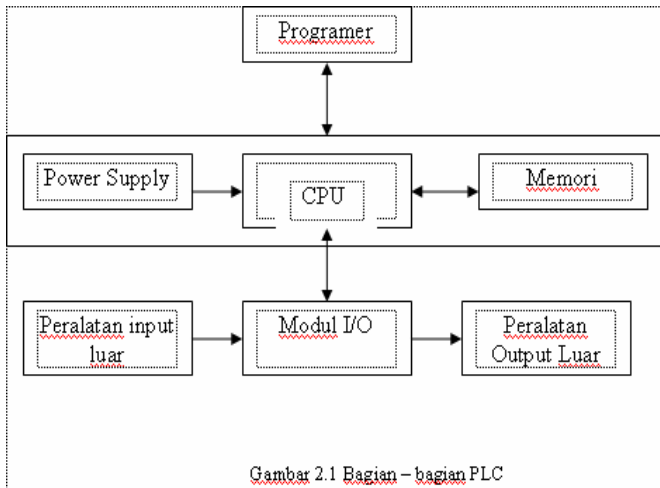 Programer
Power Supply
CPU
Memori
Peralatan input
luar
Modul I/O
Peralatan
Output Luar
Gambar 2.1 Bagian – bagian PLC